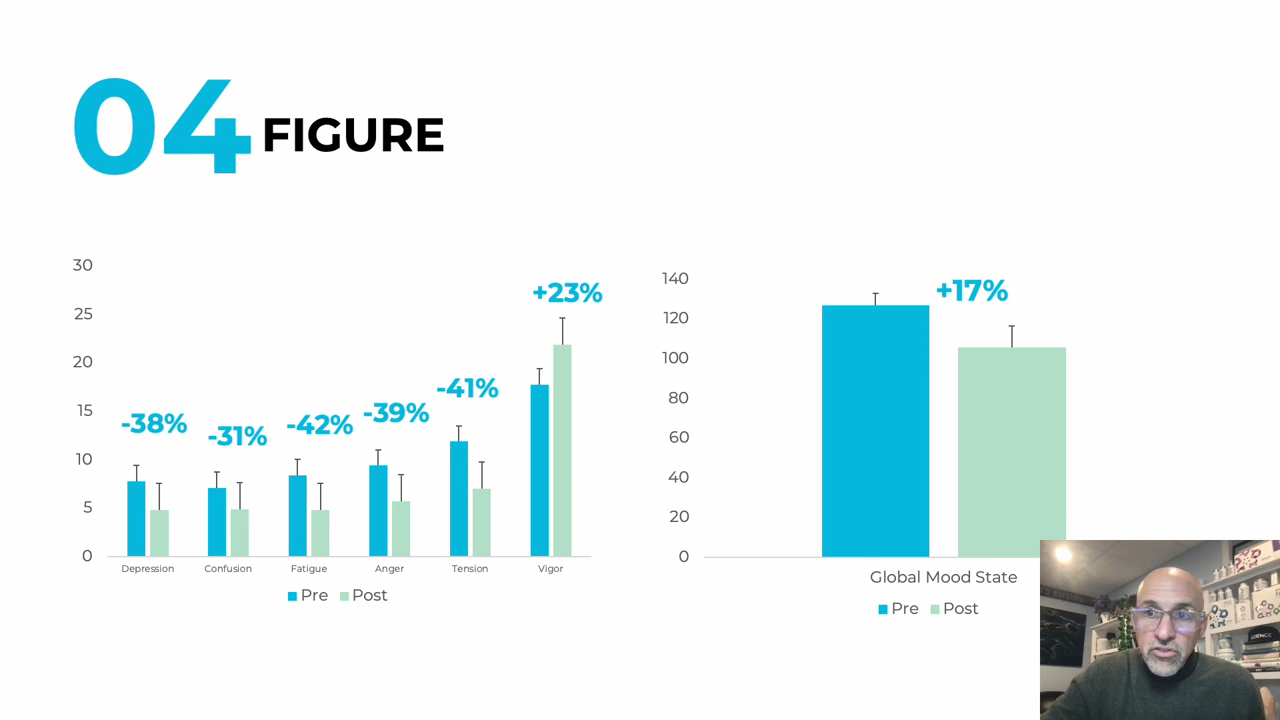 04 FIGURE
30
25
20
15
10
5
0
-38%
-31%
-42%
-39%
-41%
+23%
Depression
Confusion
Fatigue
Anger
Tension
Vigor
Pre
Post
140
120
100
80
60
40
20
0
+17%
Global Mood State
Pre
Post
SCIENCE